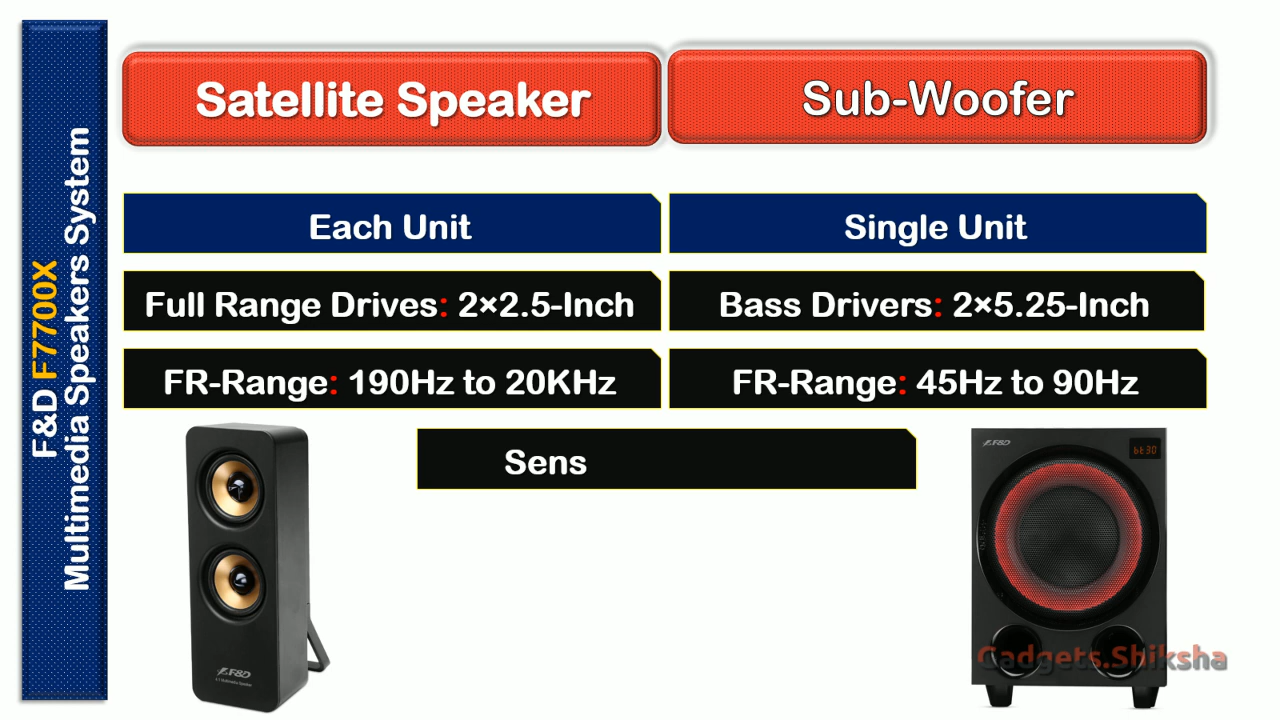 F&D F7700X
Multimedia Speakers System
Satellite Speaker
Sub-Woofer
Each Unit
Single Unit
Full Range Drives: 2×2.5-Inch
Bass Drivers: 2×5.25-Inch
FR-Range: 190Hz to 20KHz
FR-Range: 45Hz to 90Hz
Sens
F&D
F&D
bt30
Gadgets.Shiksha